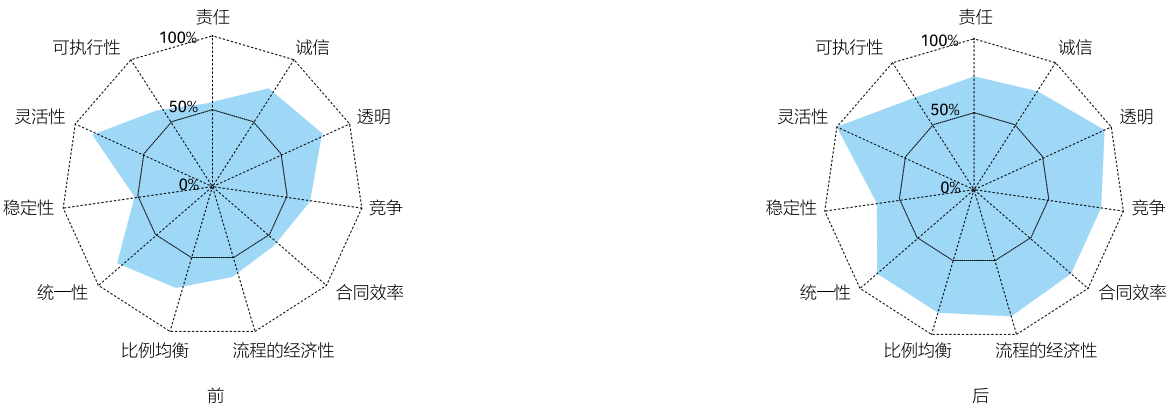 责任
100%
诚信
可执行性
50%
透明
灵活性
0%
竞争
稳定性
合同效率
统一性
流程的经济性
比例均衡
前
责任
100%
诚信
可执行性
50%
透明
灵活性
0%
竞争
稳定性
合同效率
统一性
流程的经济性
比例均衡
后